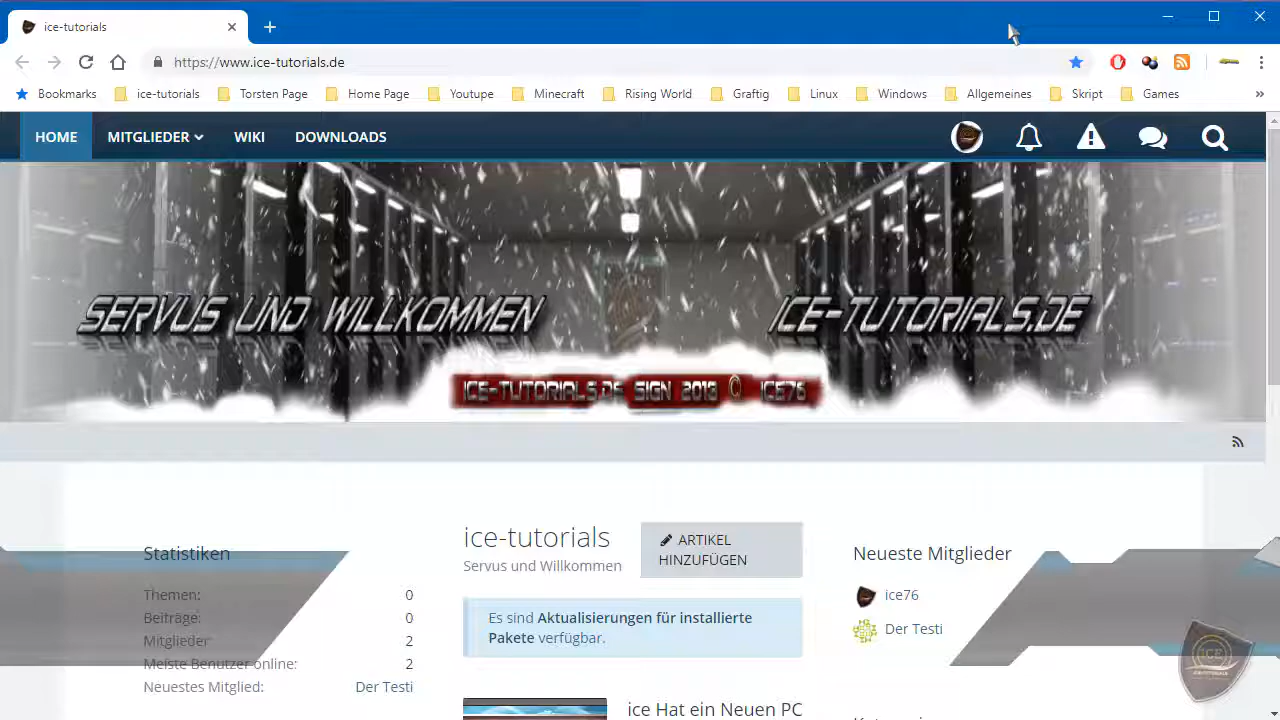 ice-tutorials
https://www.ice-tutorials.de
Bookmarks ice-tutorials Torsten Page Home Page Youtupe Minecraft Rising World Graftig Linux Windows Allgemeines Skript Games »
HOME MITGLIEDER WIKI DOWNLOADS
SERVUS UND WILLKOMMEN ICE-TUTORIALS.DE
ICE-TUTORIALS.DE SIGN 2013 © ICE76
ice-tutorials
Servus und Willkommen
ARTIKEL
HINZUFÜGEN
Es sind Aktualisierungen für installierte
Pakete verfügbar.
ice Hat ein Neuen PC
Statistiken
Themen: 0
Beiträge: 0
Mitglieder 2
Meiste Benutzer online: 2
Neuestes Mitglied: Der Testi
Neueste Mitglieder
ice76
Der Testi
ICE